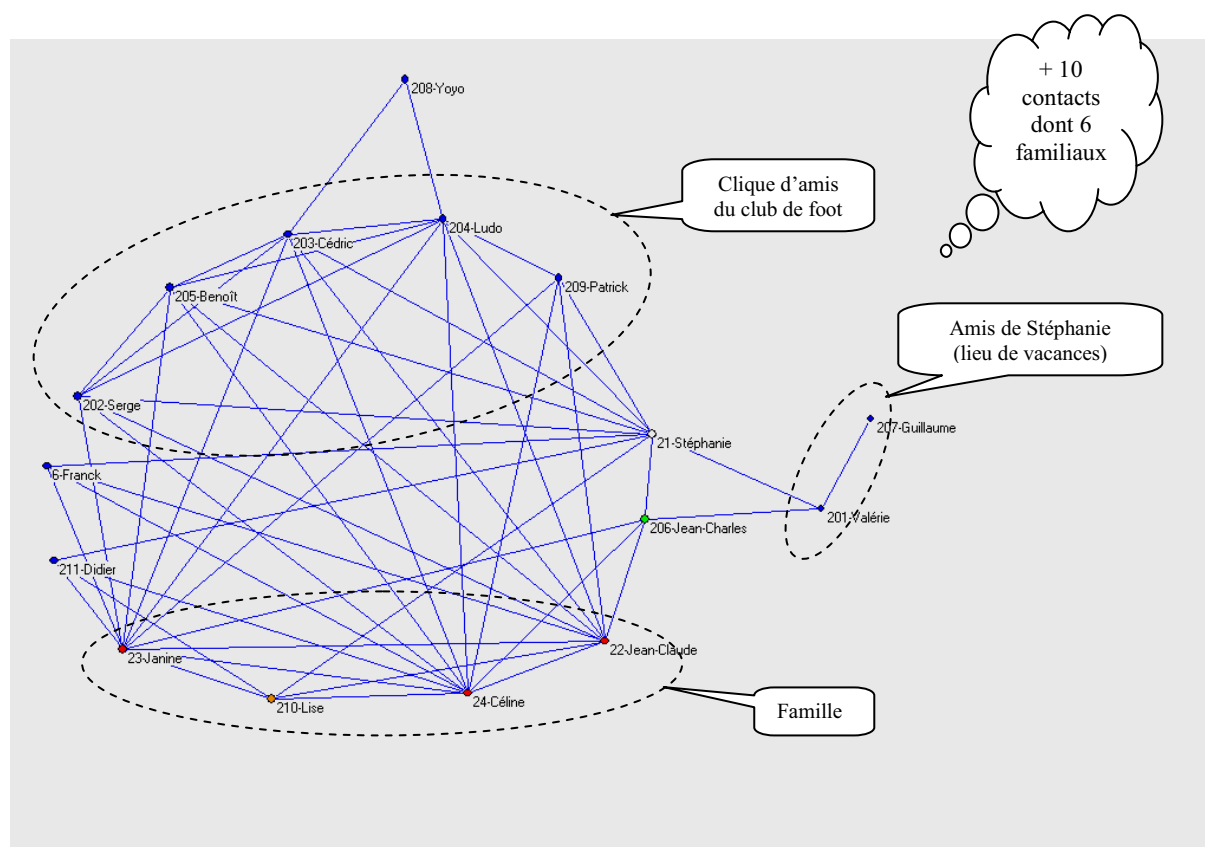 + 10
contacts
dont 6
familiaux
208-Yoyo
Clique d’amis
du club de foot
204-Ludo
203-Cédric
209-Patrick
205-Benoît
Amis de Stéphanie
(lieu de vacances)
202-Serge
207-Guillaume
21-Stéphanie
6-Franck
201-Valérie
206-Jean-Charles
211-Didier
22-Jean-Claude
23-Janine
24-Céline
210-Lise
Famille